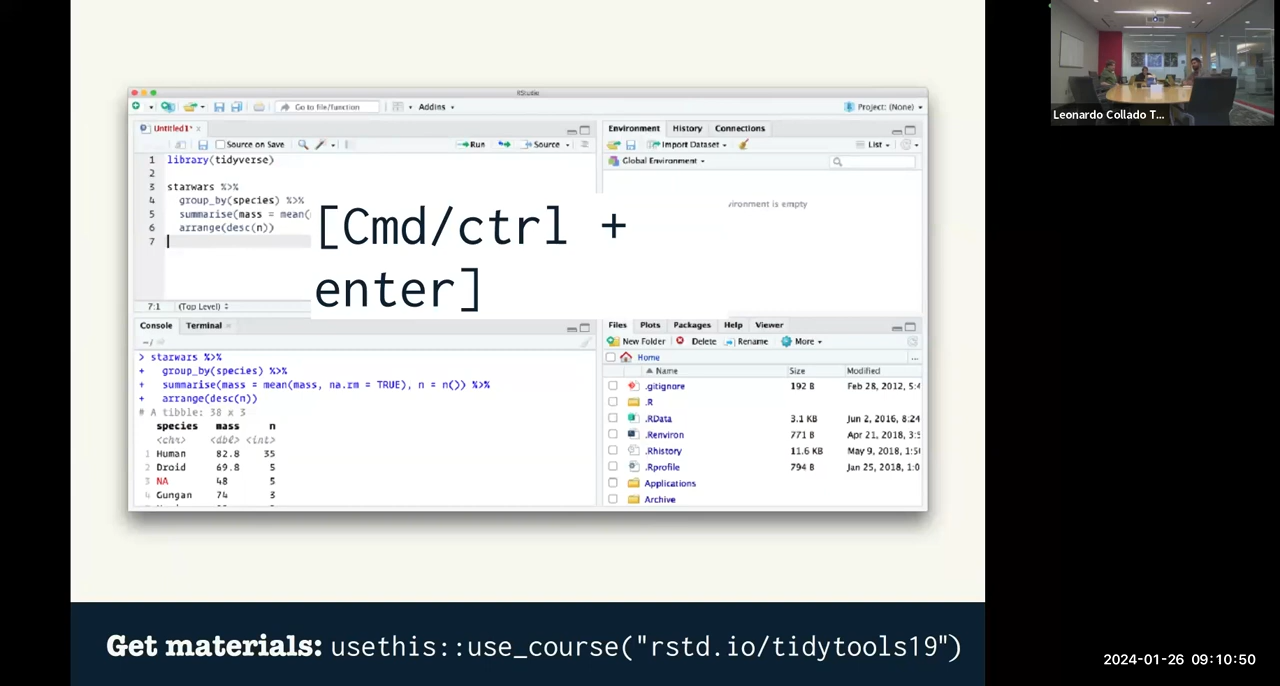 RStudio
Go to file/function
Addins
Project: (None)
Untitled1* ×
Source on Save
Run
Source
1 library(tidyverse)
2
3 starwars %>%
4 group_by(species) %>%
5 summarise(mass = mean(
6 arrange(desc(n))
7
7:1 (Top Level)
Environment History Connections
Import Dataset
List
Global Environment
vironment is empty
[Cmd/ctrl +
enter]
Console Terminal ×
~/
> starwars %>%
+ group_by(species) %>%
+ summarise(mass = mean(mass, na.rm = TRUE), n = n()) %>%
+ arrange(desc(n))
# A tibble: 38 x 3
species mass n
<chr> <dbl> <int>
1 Human 82.8 35
2 Droid 69.8 5
3 NA 48 5
4 Gungan 74 3
Files Plots Packages Help Viewer
New Folder Delete Rename More
Home ...
Name Size Modified
.gitignore 192 B Feb 28, 2012, 5:4
.R
.RData 3.1 KB Jun 2, 2016, 8:24
.Renviron 771 B Apr 21, 2018, 3:5
.Rhistory 11.6 KB May 9, 2018, 1:5
.Rprofile 794 B Jan 25, 2018, 1:0
Applications
Archive
Get materials: usethis::use_course("rstd.io/tidytools19")
Leonardo Collado T...
2024-01-26 09:10:50